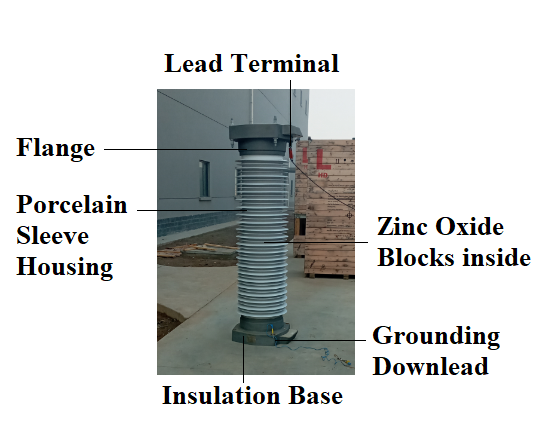 Lead Terminal
Flange
Porcelain
Sleeve
Housing
Zinc Oxide
Blocks inside
Grounding
Downlead
Insulation Base